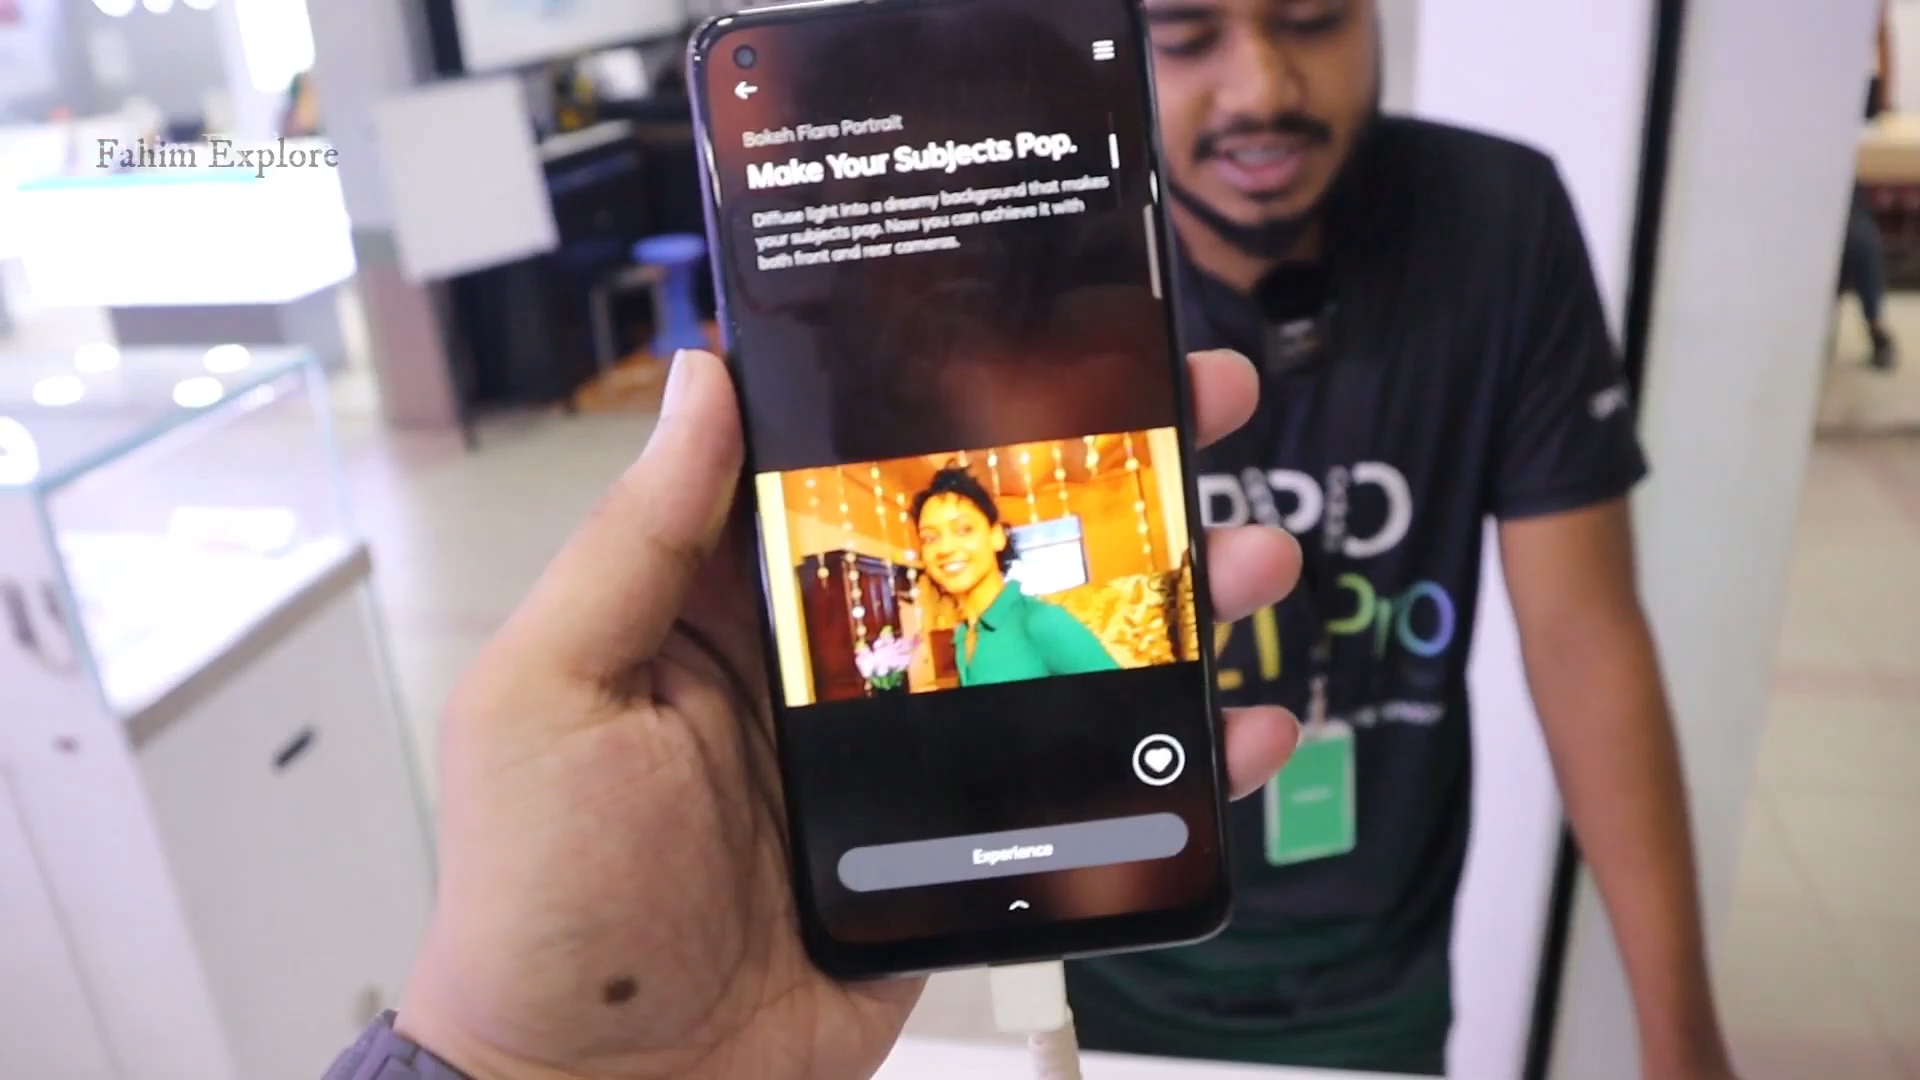 Fahim Explore
Bokeh Flare Portrait
Make Your Subjects Pop.
Diffuse light into a dreamy background that makes
your subjects pop. Now you can achieve it with
both front and rear cameras.
Experience
Pro